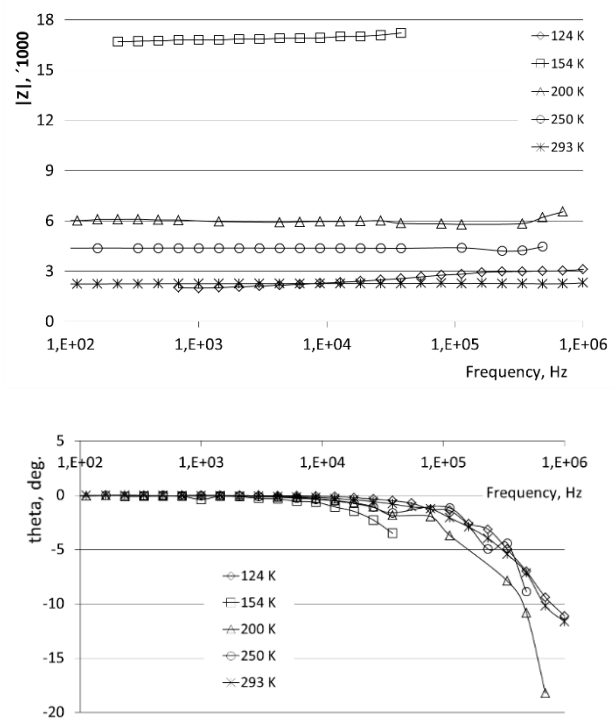 |Z|, ´1000
18
15
12
9
6
3
0
124 K
154 K
200 K
250 K
293 K
1,E+02 1,E+03 1,E+04 1,E+05 1,E+06
Frequency, Hz
theta, deg.
5
0
-5
-10
-15
-20
1,E+02 1,E+03 1,E+04 1,E+05 1,E+06
Frequency, Hz
124 K
154 K
200 K
250 K
293 K